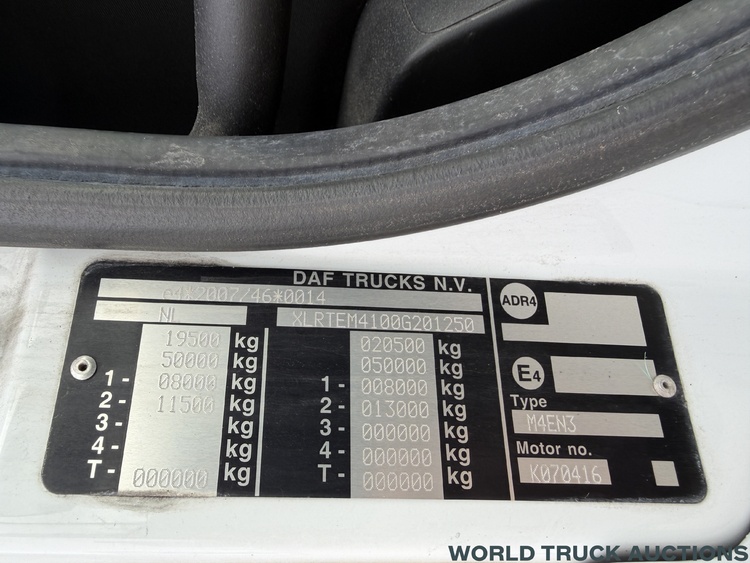 DAF TRUCKS N.V.
e4*2007/46*0014
NL XLRTEM4100G201250
19500 kg 020500 kg
50000 kg 050000 kg
1- 08000 kg 1- 008000 kg
2- 11500 kg 2- 013000 kg
3- kg 3- 000000 kg
4- kg 4- 000000 kg
T- 000000 kg T- 000000 kg
ADR4
E4
Type
M4EN3
Motor no.
K070416
WORLD TRUCK AUCTIONS